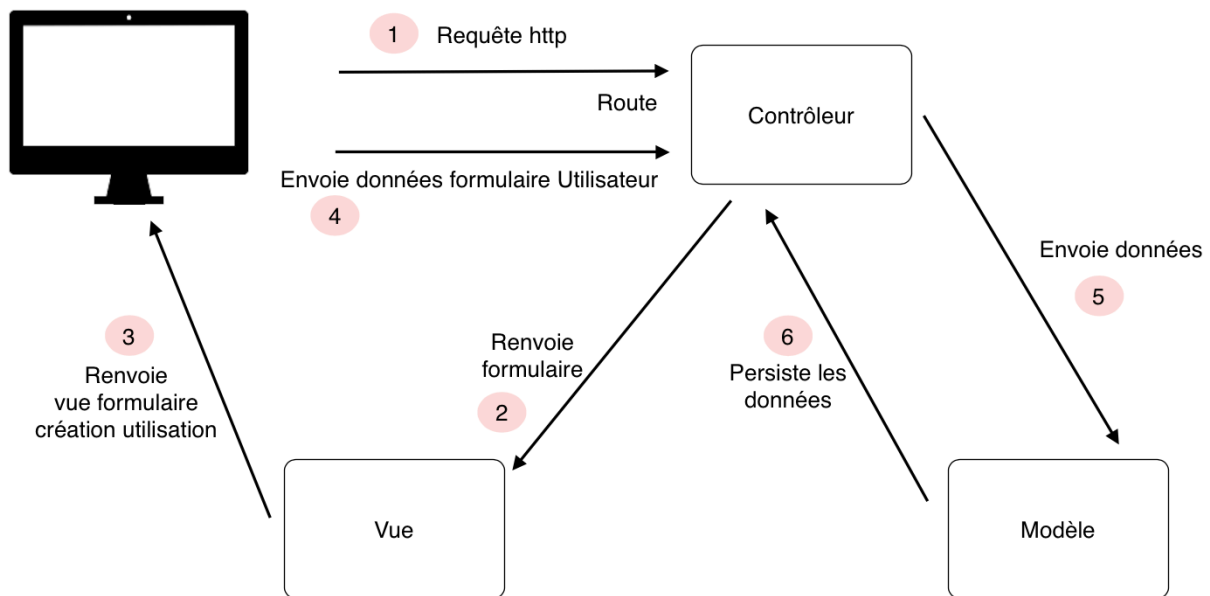 1 Requête http
Route
Contrôleur
Envoie données formulaire Utilisateur
4
Envoie données
5
3
Renvoie
vue formulaire
création utilisation
Renvoie
formulaire
2
6
Persiste les
données
Vue
Modèle